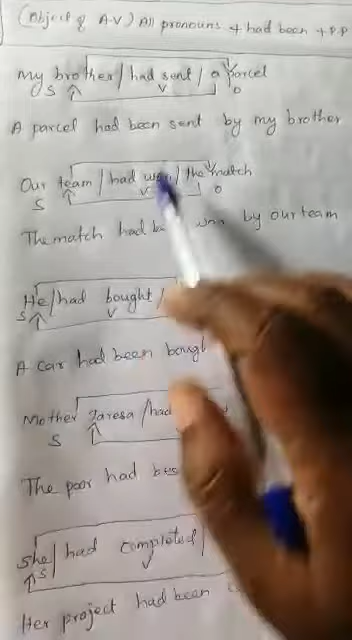 (Object of A.V) All pronouns + had been + P.P
My brother / had sent / a parcel
S V O
A parcel had been sent by my brother
Our team / had won / the match
S V O
The match had won by our team
He / had bought /
S V
A car had been
Mother Taresa / had
S
The poor had
She / had completed /
S V
Her project had been